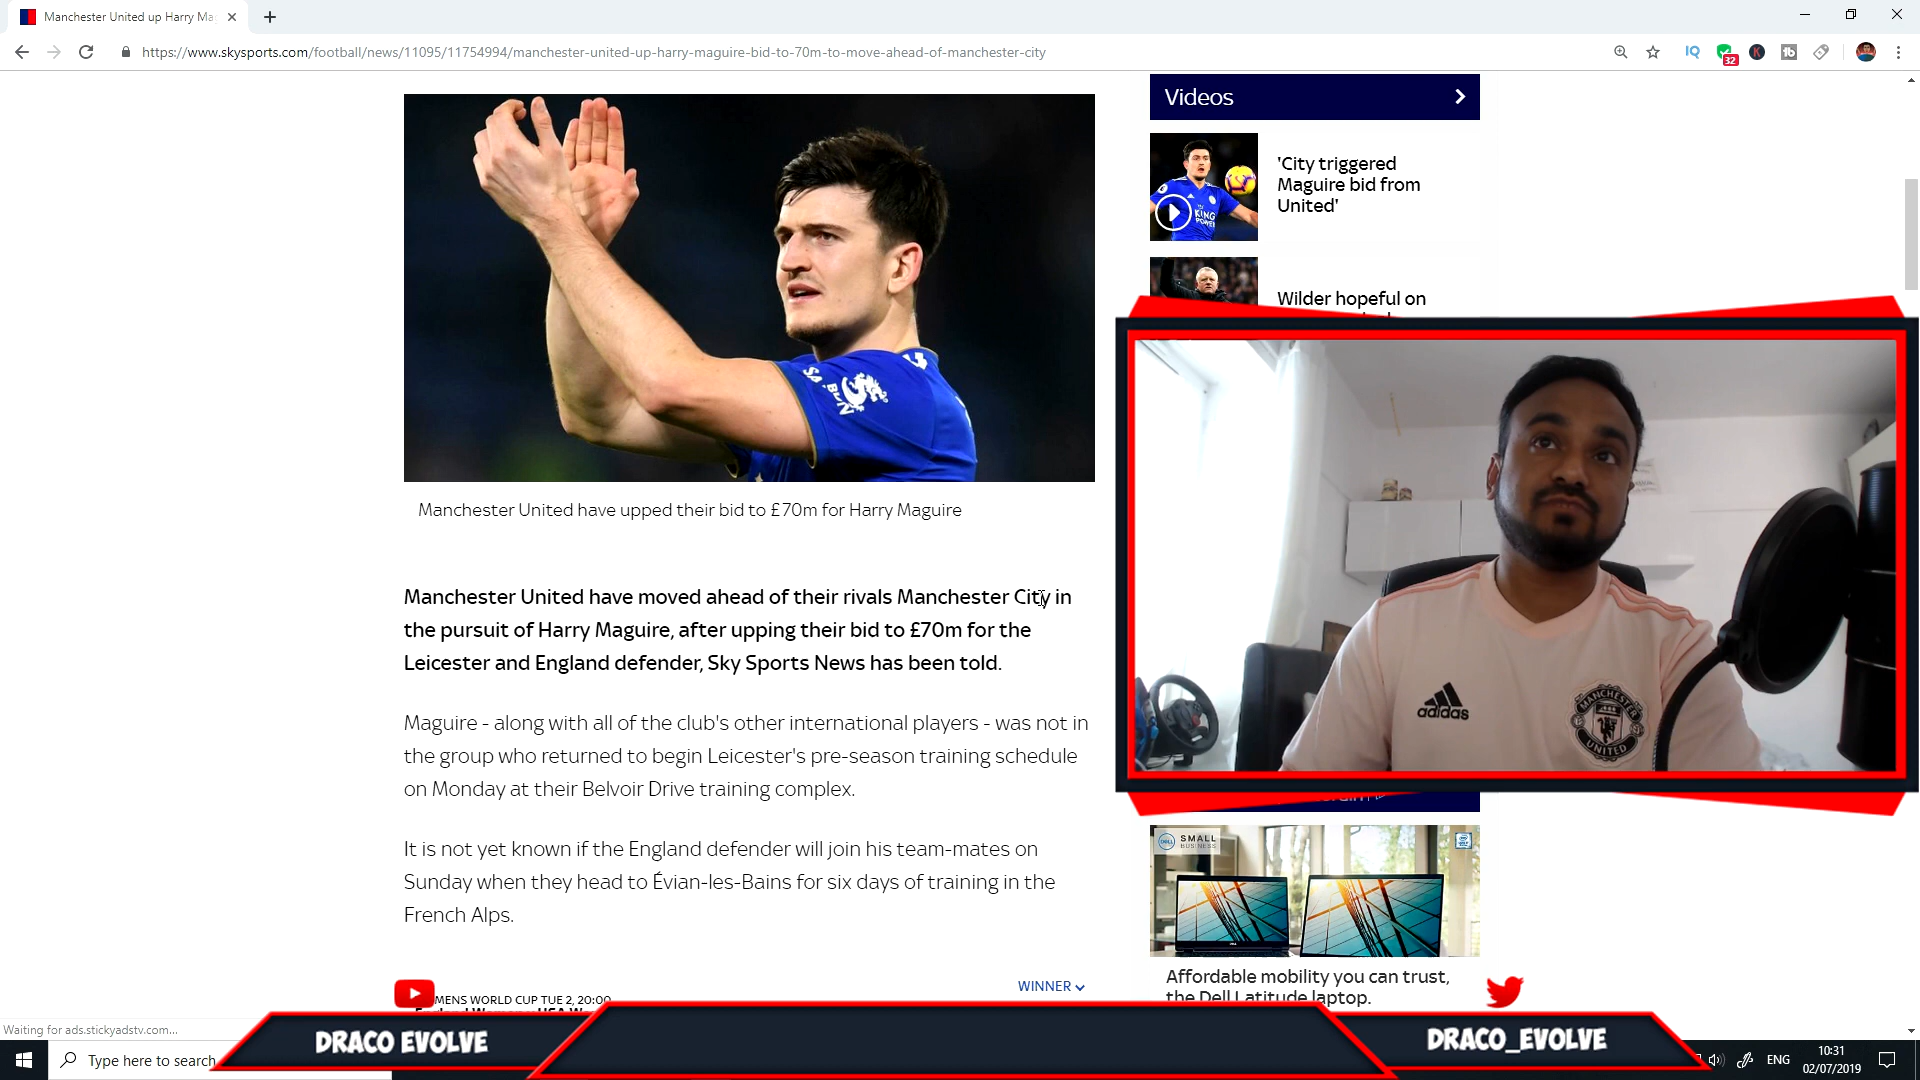 Manchester United up Harry Ma
https://www.skysports.com/football/news/11095/11754994/manchester-united-up-harry-maguire-bid-to-70m-to-move-ahead-of-manchester-city
IQ
32
K
Videos
'City triggered
Maguire bid from
United'
KING
POWER
Wilder hopeful on
Manchester United have upped their bid to £70m for Harry Maguire
Manchester United have moved ahead of their rivals Manchester City in
the pursuit of Harry Maguire, after upping their bid to £70m for the
Leicester and England defender, Sky Sports News has been told.
Maguire - along with all of the club's other international players - was not in
the group who returned to begin Leicester's pre-season training schedule
on Monday at their Belvoir Drive training complex.
It is not yet known if the England defender will join his team-mates on
Sunday when they head to Évian-les-Bains for six days of training in the
French Alps.
adidas
MANCHESTER
UNITED
DELL
SMALL
BUSINESS
Affordable mobility you can trust,
the Dell Latitude laptop.
WINNER
MENS WORLD CUP TUE 2, 20:00
Waiting for ads.stickyadstv.com...
Type here to search
DRACO EVOLVE
DRACO_EVOLVE
ENG
10:31
02/07/2019